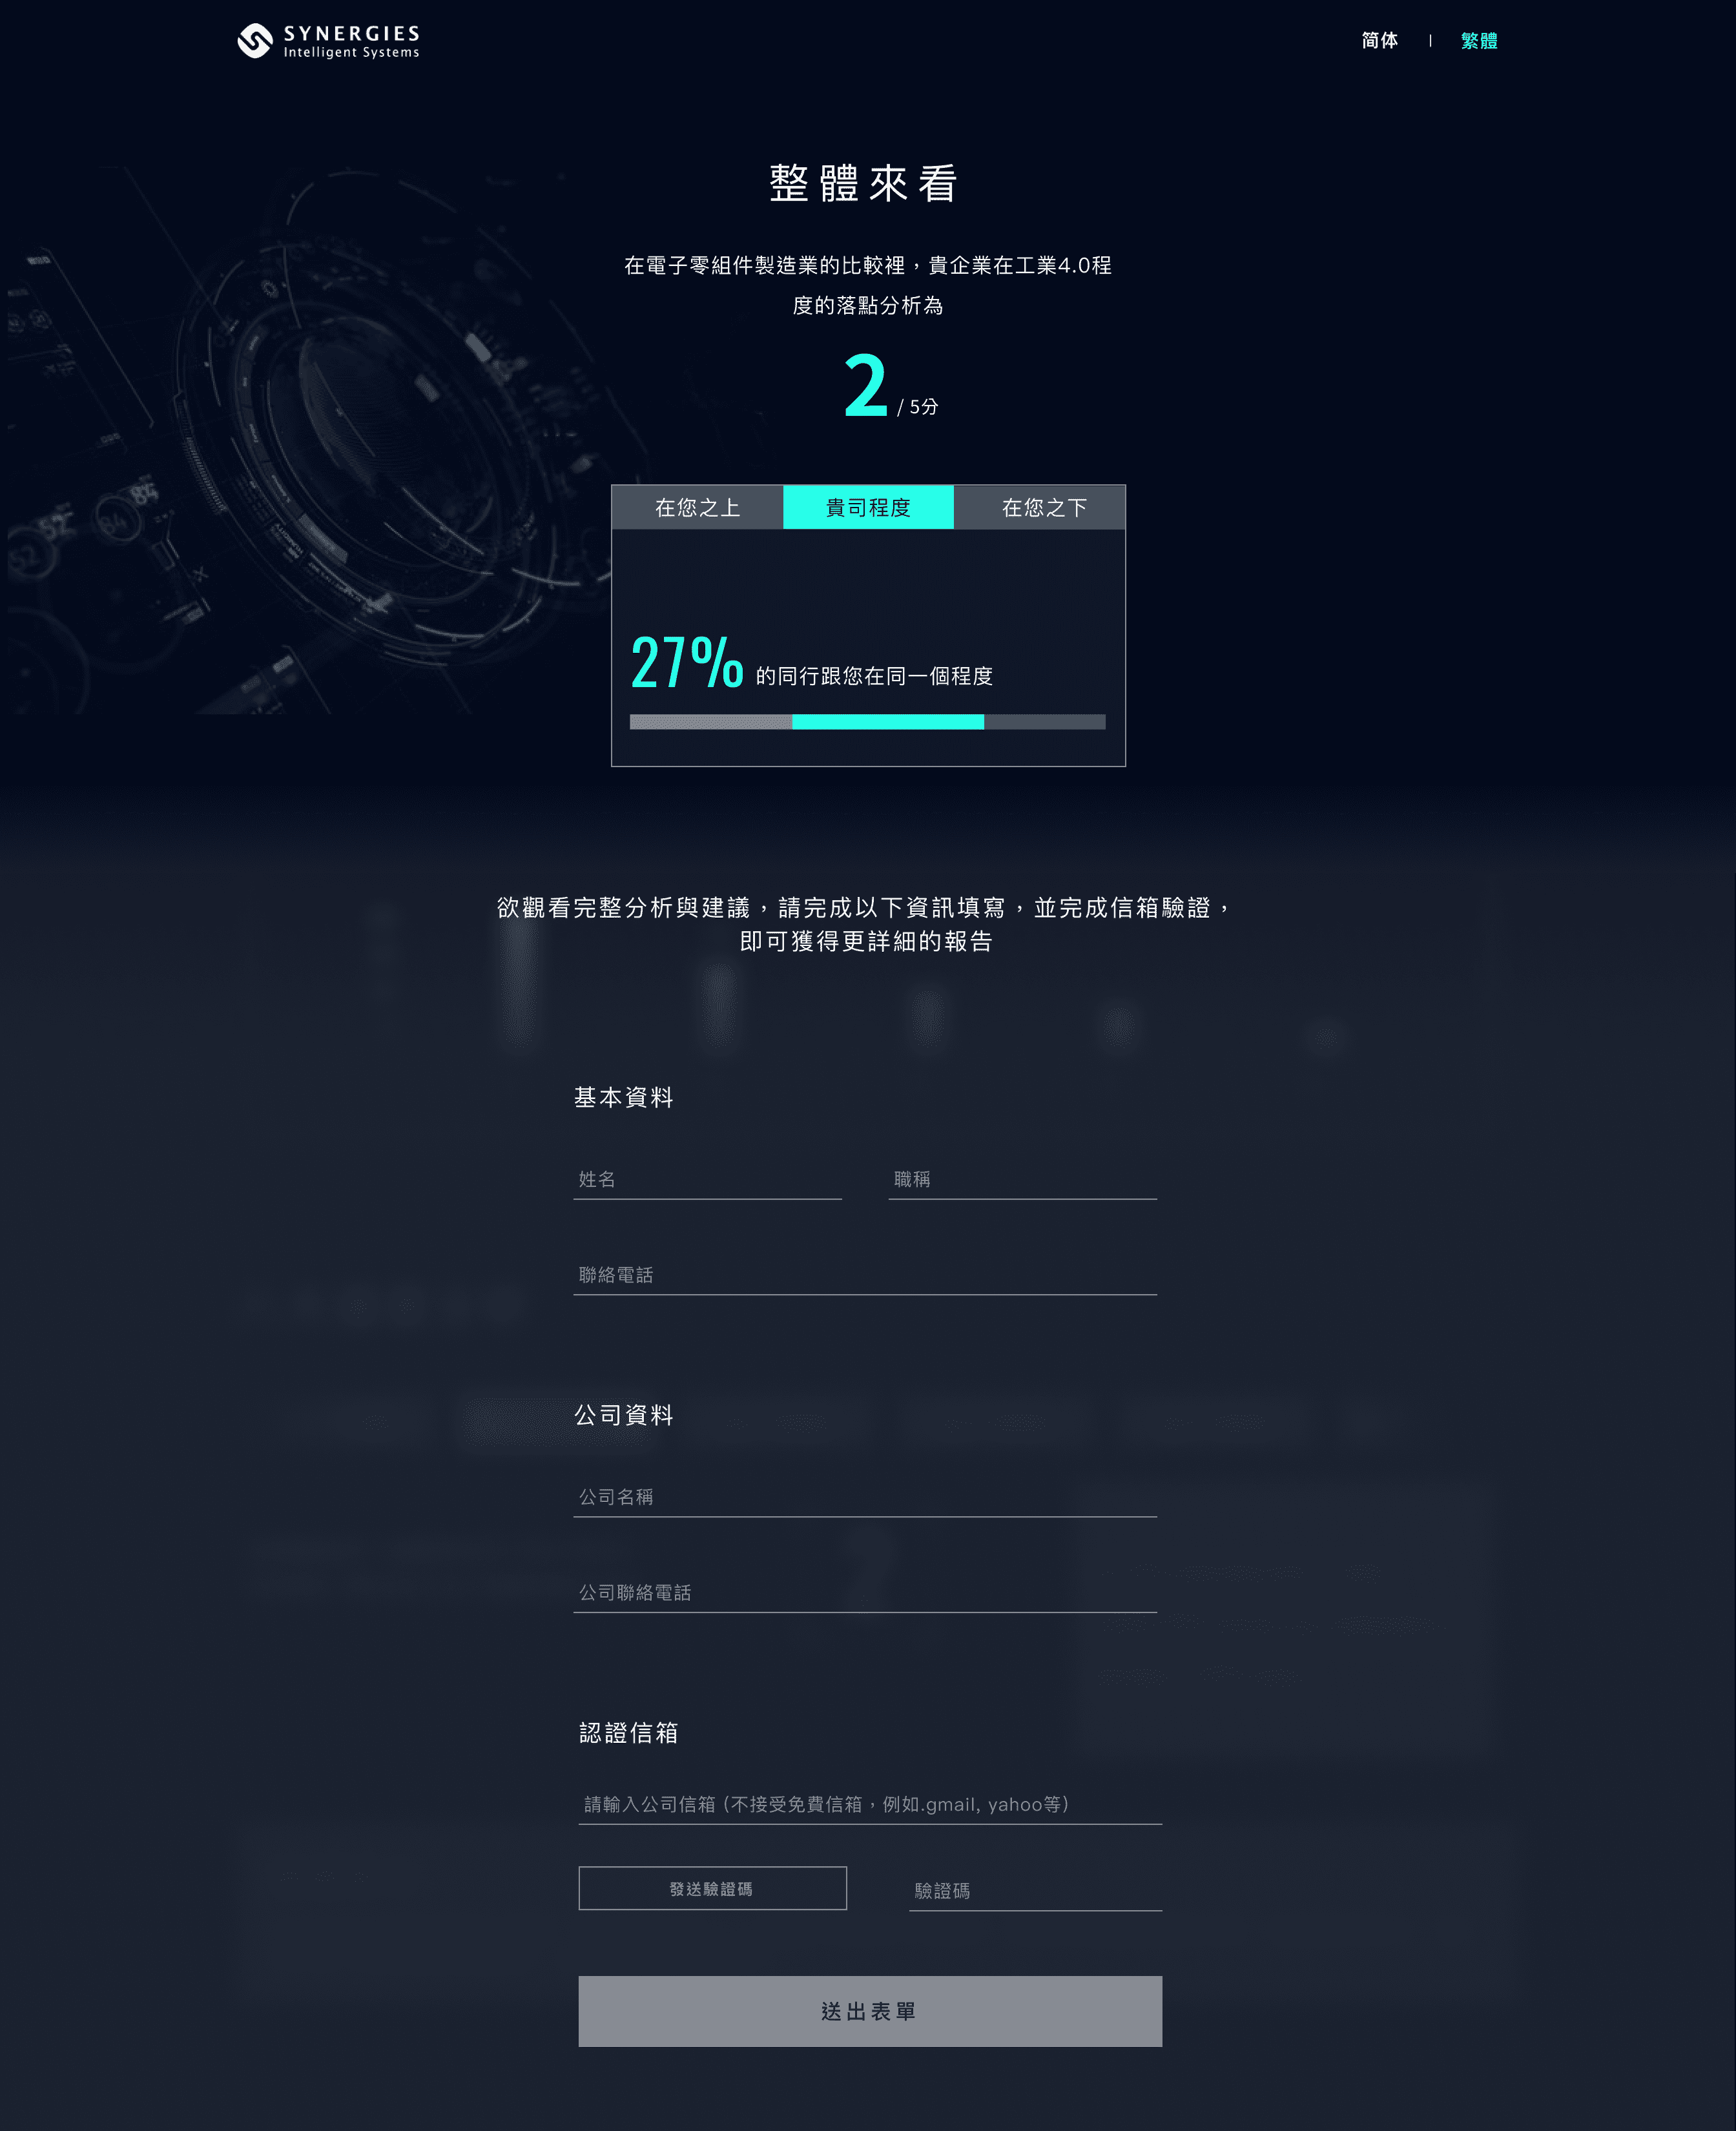 SYNERGIES
Intelligent Systems
简体 | 繁體
整體來看
在電子零組件製造業的比較裡，貴企業在工業4.0程
度的落點分析為
2 / 5分
在您之上 貴司程度 在您之下
27% 的同行跟您在同一個程度
欲觀看完整分析與建議，請完成以下資訊填寫，並完成信箱驗證，
即可獲得更詳細的報告
基本資料
姓名 職稱
聯絡電話
公司資料
公司名稱
公司聯絡電話
認證信箱
請輸入公司信箱 (不接受免費信箱，例如.gmail, yahoo等)
發送驗證碼 驗證碼
送出表單
52
84
84
52